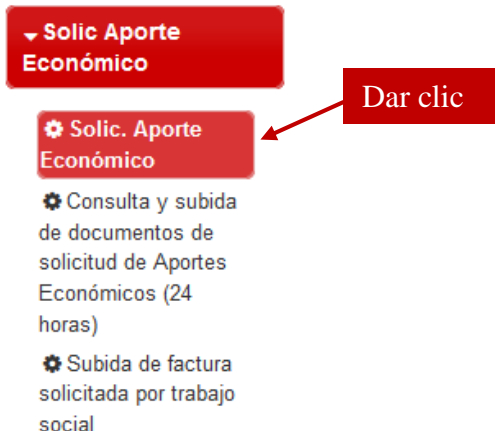 Solic Aporte
Económico
Dar clic
Solic. Aporte
Económico
Consulta y subida
de documentos de
solicitud de Aportes
Económicos (24
horas)
Subida de factura
solicitada por trabajo
social